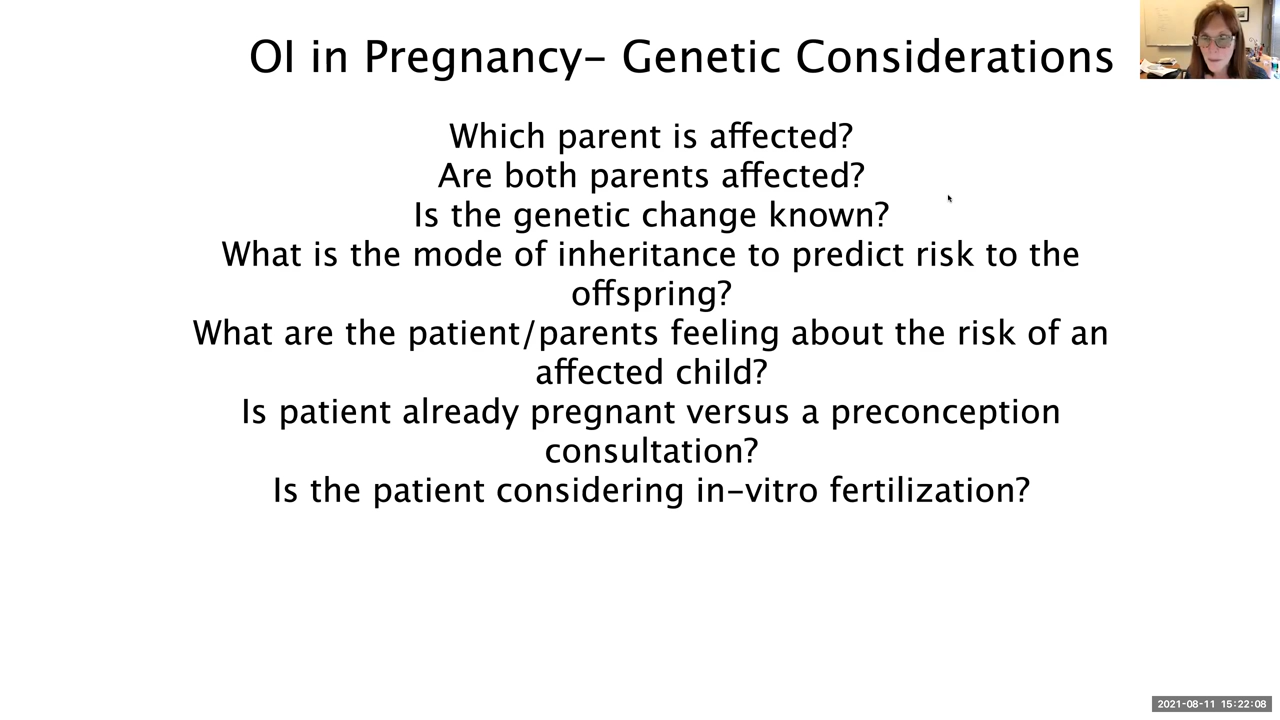 OI in Pregnancy– Genetic Considerations
Which parent is affected?
Are both parents affected?
Is the genetic change known?
What is the mode of inheritance to predict risk to the
offspring?
What are the patient/parents feeling about the risk of an
affected child?
Is patient already pregnant versus a preconception
consultation?
Is the patient considering in–vitro fertilization?
2021-08-11 15:22:08